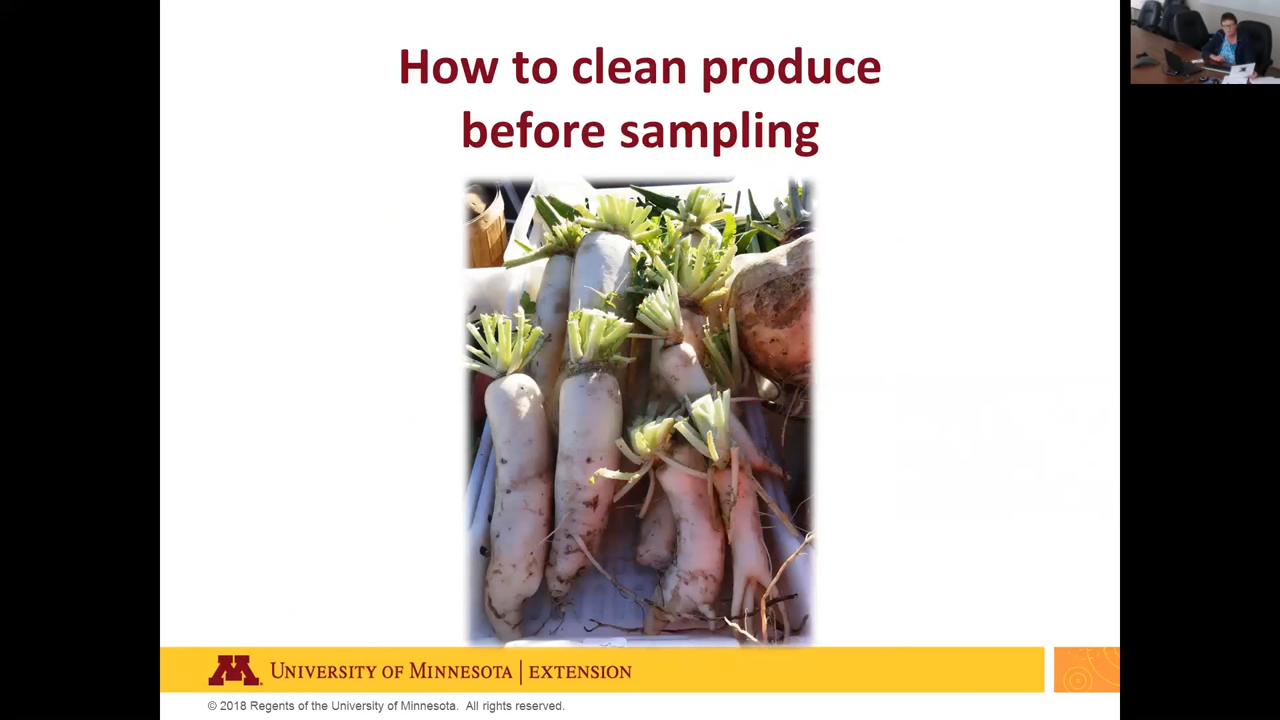 How to clean produce
before sampling
UNIVERSITY OF MINNESOTA | EXTENSION
© 2018 Regents of the University of Minnesota. All rights reserved.